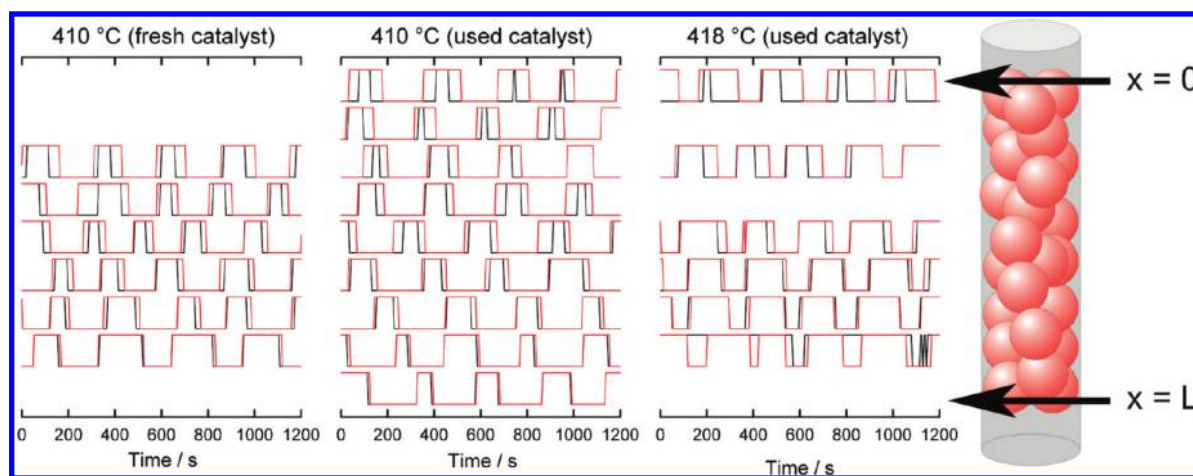 410 °C (fresh catalyst)
410 °C (used catalyst)
418 °C (used catalyst)
x = 0
x = L
0 200 400 600 800 1000 1200
0 200 400 600 800 1000 1200
0 200 400 600 800 1000 1200
Time / s
Time / s
Time / s